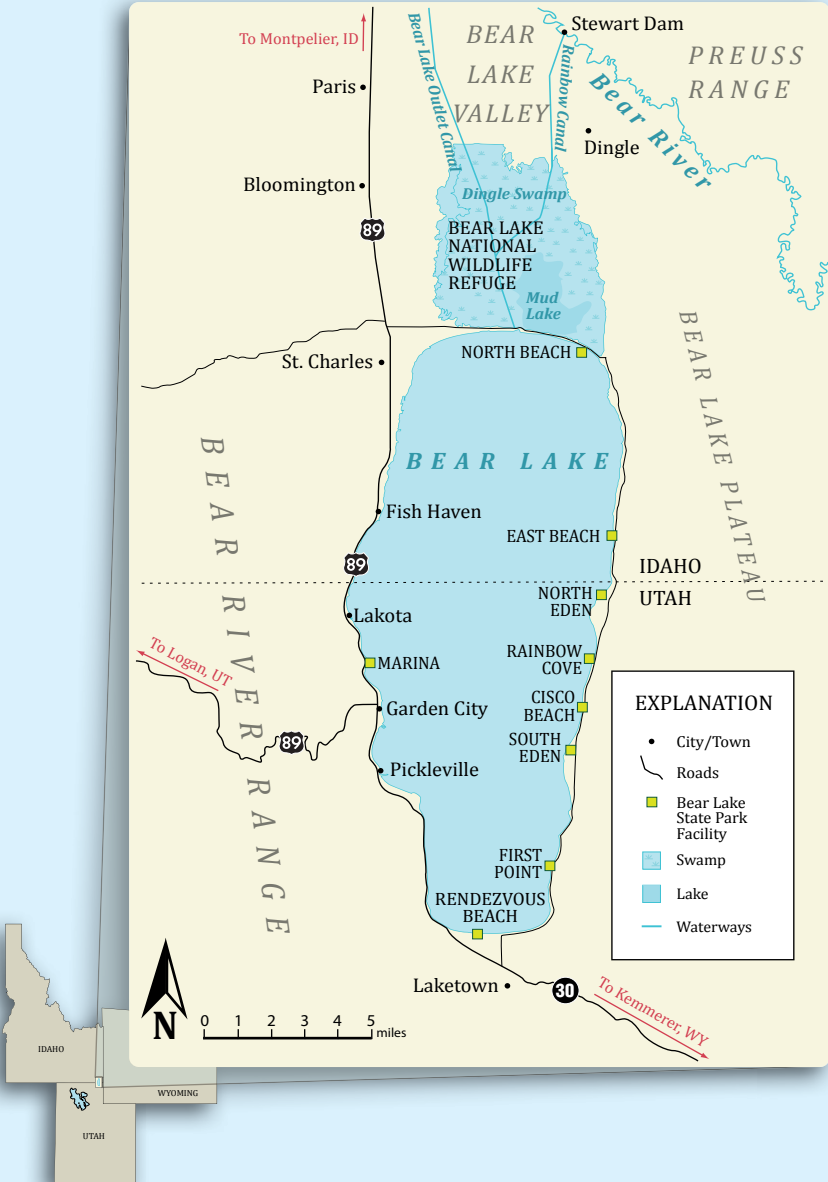 Stewart Dam
To Montpelier, ID
BEAR
LAKE
VALLEY
PREUSS
RANGE
Bear Lake Outlet Canal
Rainbow Canal
Bear River
Paris
Dingle
Bloomington
Dingle Swamp
89
BEAR LAKE
NATIONAL
WILDLIFE
REFUGE
Mud
Lake
NORTH BEACH
St. Charles
BEAR LAKE PLATEAU
BEAR LAKE
BEAR RIVER RANGE
Fish Haven
EAST BEACH
89
IDAHO
UTAH
NORTH
EDEN
Lakota
To Logan, UT
MARINA
RAINBOW
COVE
Garden City
CISCO
BEACH
89
SOUTH
EDEN
Pickleville
EXPLANATION
City/Town
Roads
Bear Lake
State Park
Facility
Swamp
Lake
Waterways
FIRST
POINT
RENDEZVOUS
BEACH
Laketown
30
To Kemmerer, WY
N
0 1 2 3 4 5
miles
IDAHO
WYOMING
UTAH